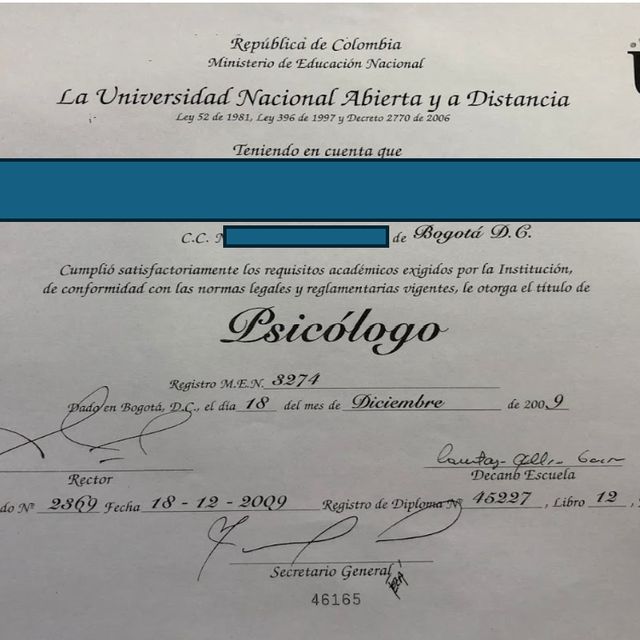 República de Colombia
Ministerio de Educación Nacional
La Universidad Nacional Abierta y a Distancia
Ley 52 de 1981, Ley 396 de 1997 y Decreto 2770 de 2006
Teniendo en cuenta que
C.C. de Bogotá D.C.
Cumplió satisfactoriamente los requisitos académicos exigidos por la Institución,
de conformidad con las normas legales y reglamentarias vigentes, le otorga el título de
Psicólogo
Registro M.E.N. 3274
Dado en Bogotá, D.C., el día 18 del mes de Diciembre de 2009
Rector
Decano Escuela
do Nº 2369 Fecha 18 - 12 - 2009 Registro de Diploma Nº 45227 , Libro 12 ,
Secretario General
46165